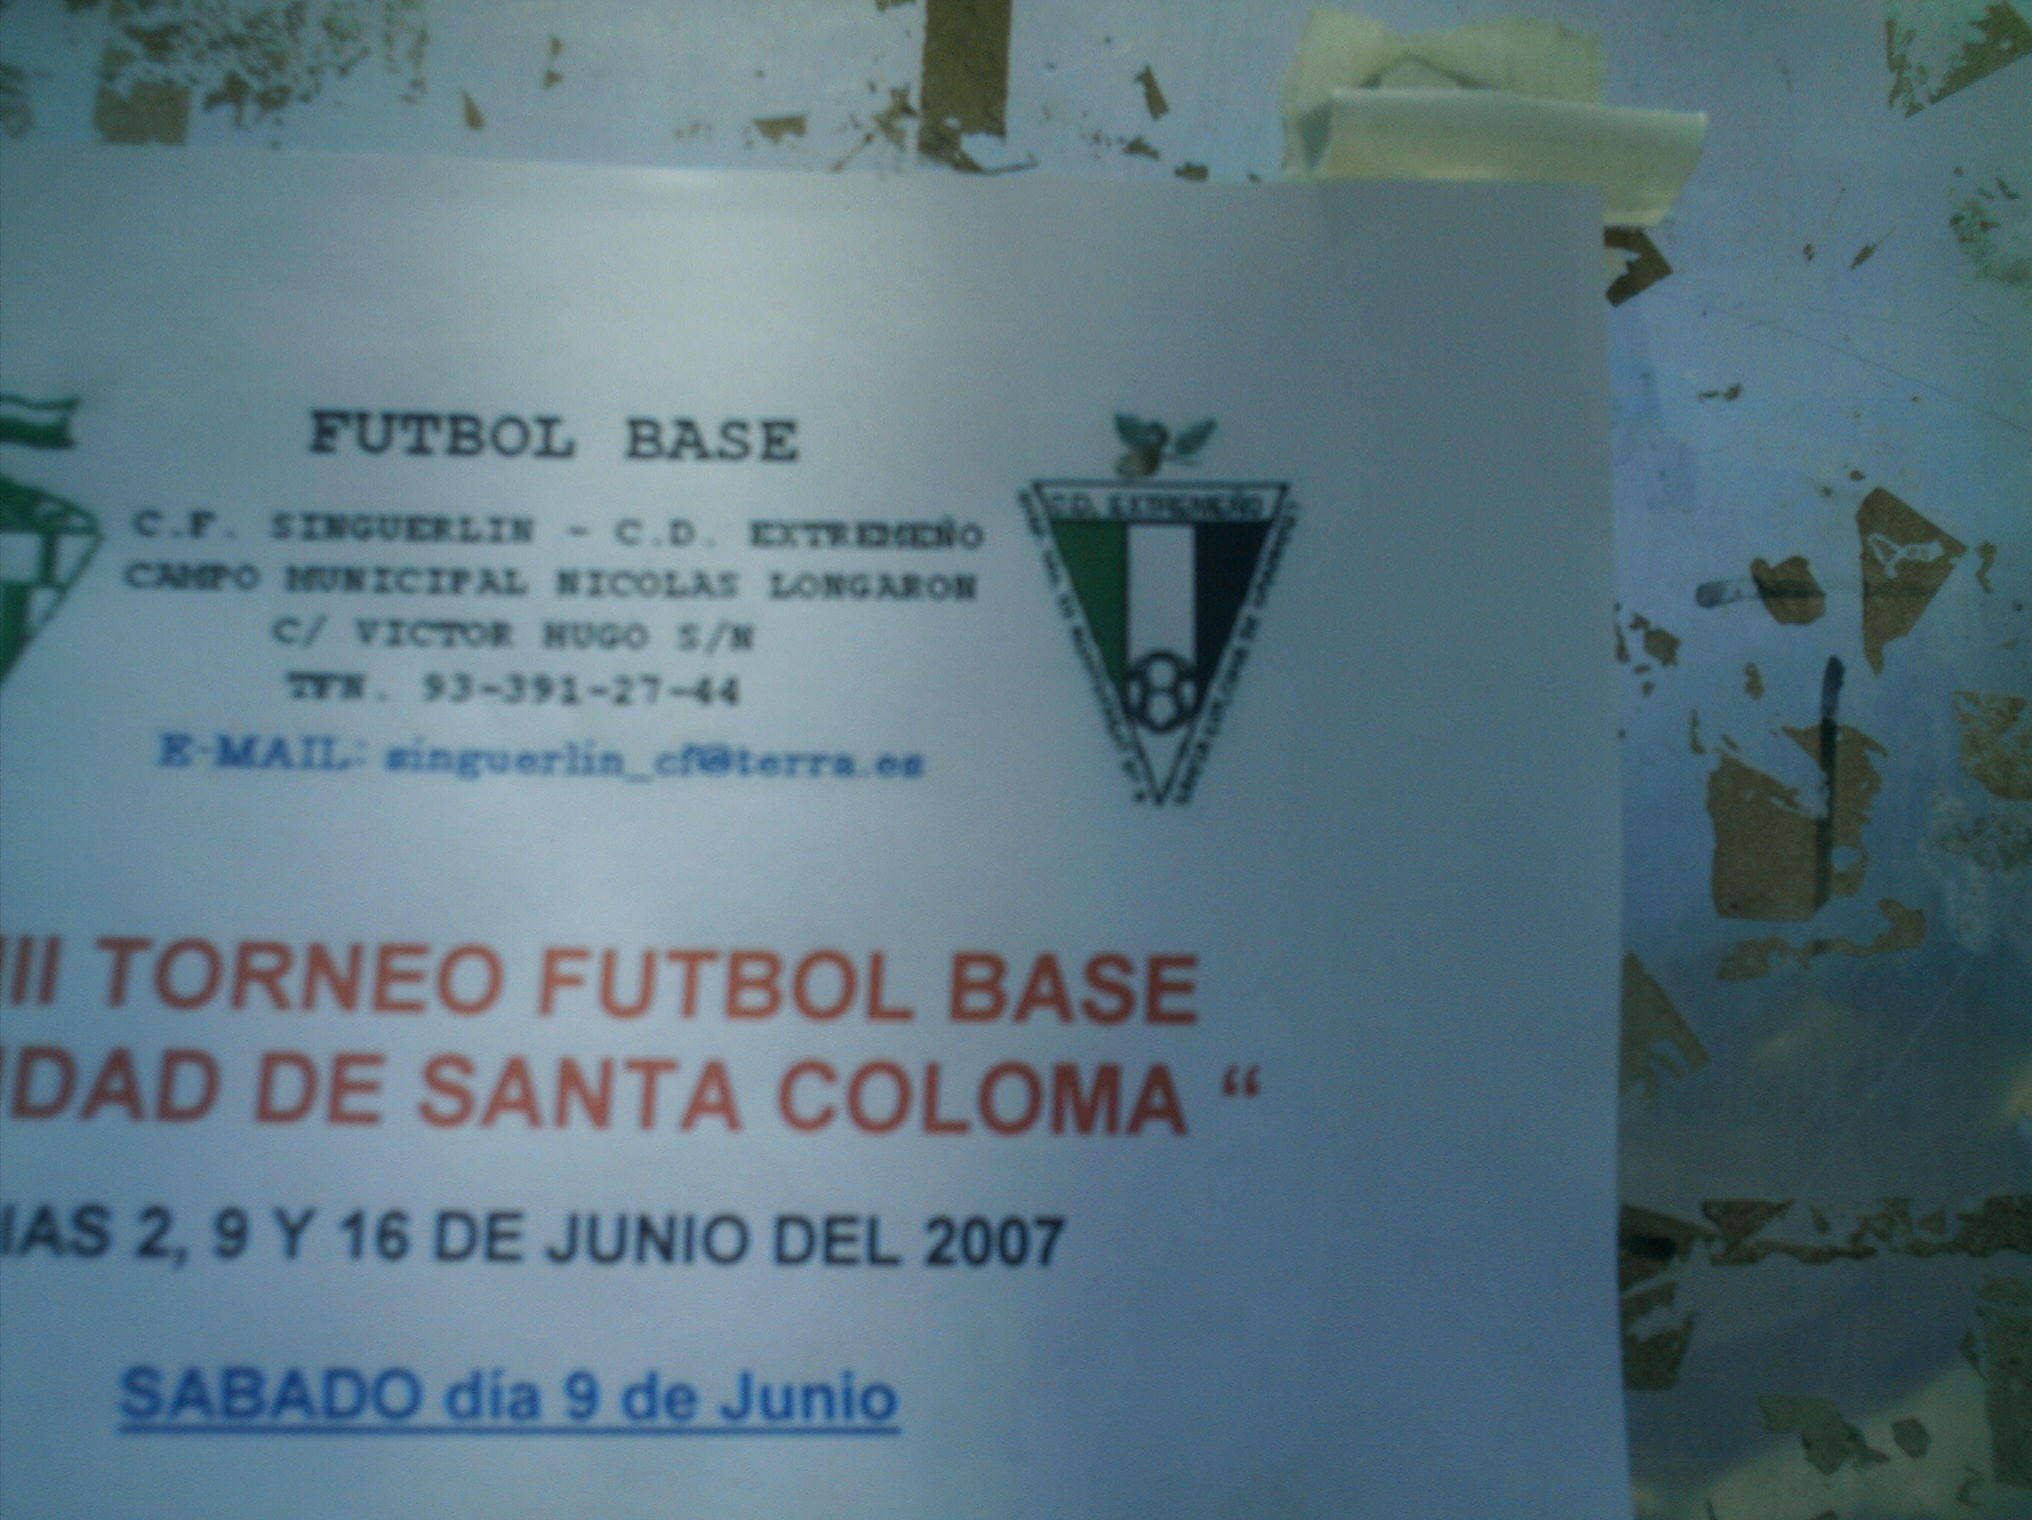 FUTBOL BASE
C.F. SINGUERLIN - C.D. EXTREMEÑO
CAMPO MUNICIPAL NICOLAS LONGARON
C/ VICTOR HUGO S/N
TFN. 93-391-27-44
E-MAIL: singuerlin_cf@terra.es
C.D. EXTREMEÑO
III TORNEO FUTBOL BASE
IDAD DE SANTA COLOMA “
IAS 2, 9 Y 16 DE JUNIO DEL 2007
SABADO día 9 de Junio